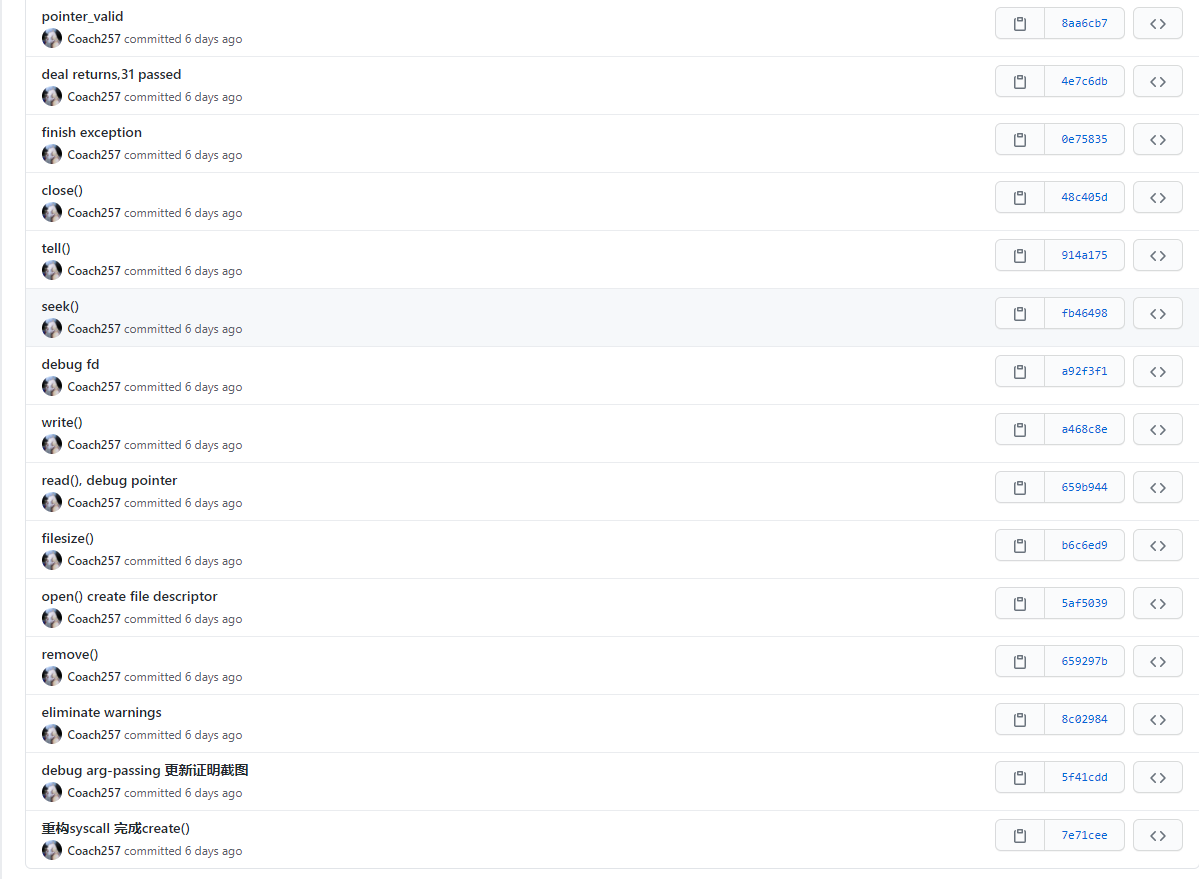 pointer_valid
8aa6cb7
Coach257 committed 6 days ago
deal returns,31 passed
4e7c6db
Coach257 committed 6 days ago
finish exception
0e75835
Coach257 committed 6 days ago
close()
48c405d
Coach257 committed 6 days ago
tell()
914a175
Coach257 committed 6 days ago
seek()
fb46498
Coach257 committed 6 days ago
debug fd
a92f3f1
Coach257 committed 6 days ago
write()
a468c8e
Coach257 committed 6 days ago
read(), debug pointer
659b944
Coach257 committed 6 days ago
filesize()
b6c6ed9
Coach257 committed 6 days ago
open() create file descriptor
5af5039
Coach257 committed 6 days ago
remove()
659297b
Coach257 committed 6 days ago
eliminate warnings
8c02984
Coach257 committed 6 days ago
debug arg-passing 更新证明截图
5f41cdd
Coach257 committed 6 days ago
重构syscall 完成create()
7e71cee
Coach257 committed 6 days ago